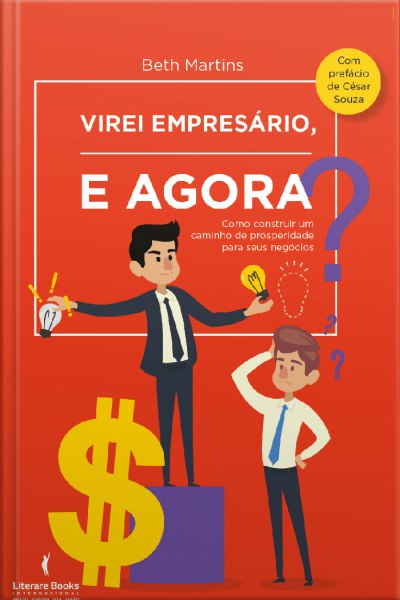 Beth Martins
Com
prefácio
de César
Souza
VIREI EMPRESÁRIO,
E AGORA?
Como construir um
caminho de prosperidade
para seus negócios
?
?
$
Literare Books
INTERNATIONAL